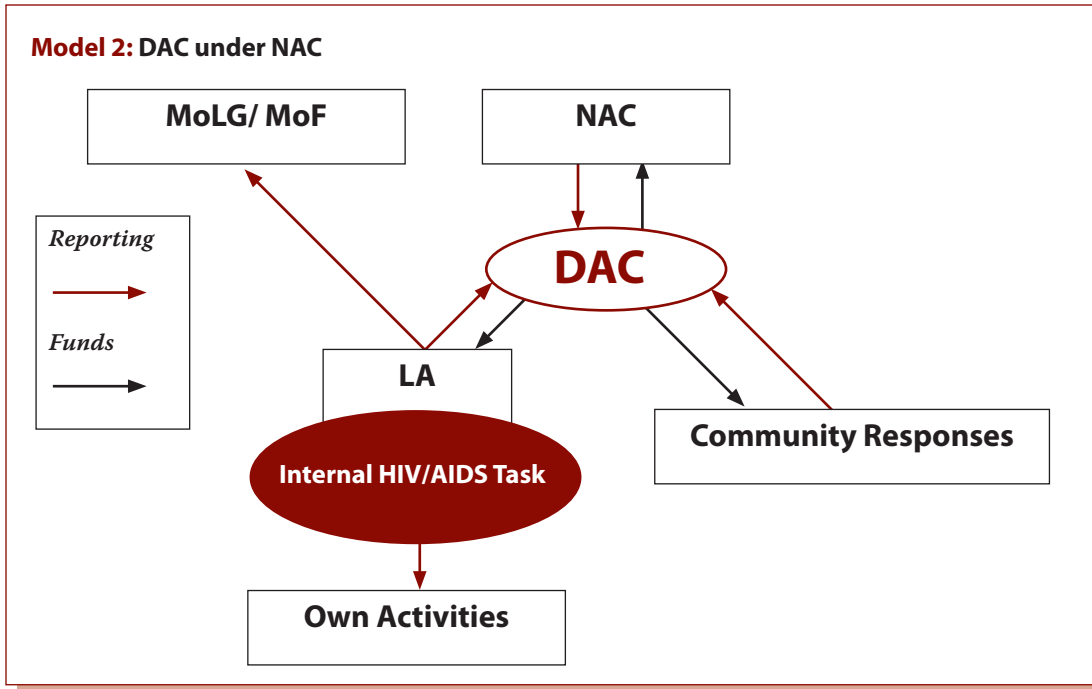 Model 2: DAC under NAC
MoLG/ MoF
NAC
Reporting
DAC
Funds
LA
Community Responses
Internal HIV/AIDS Task
Own Activities